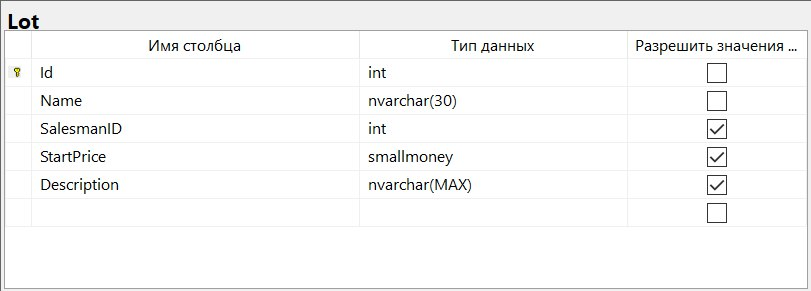 Lot
Имя столбца Тип данных Разрешить значения ...
Id int
Name nvarchar(30)
SalesmanID int
StartPrice smallmoney
Description nvarchar(MAX)